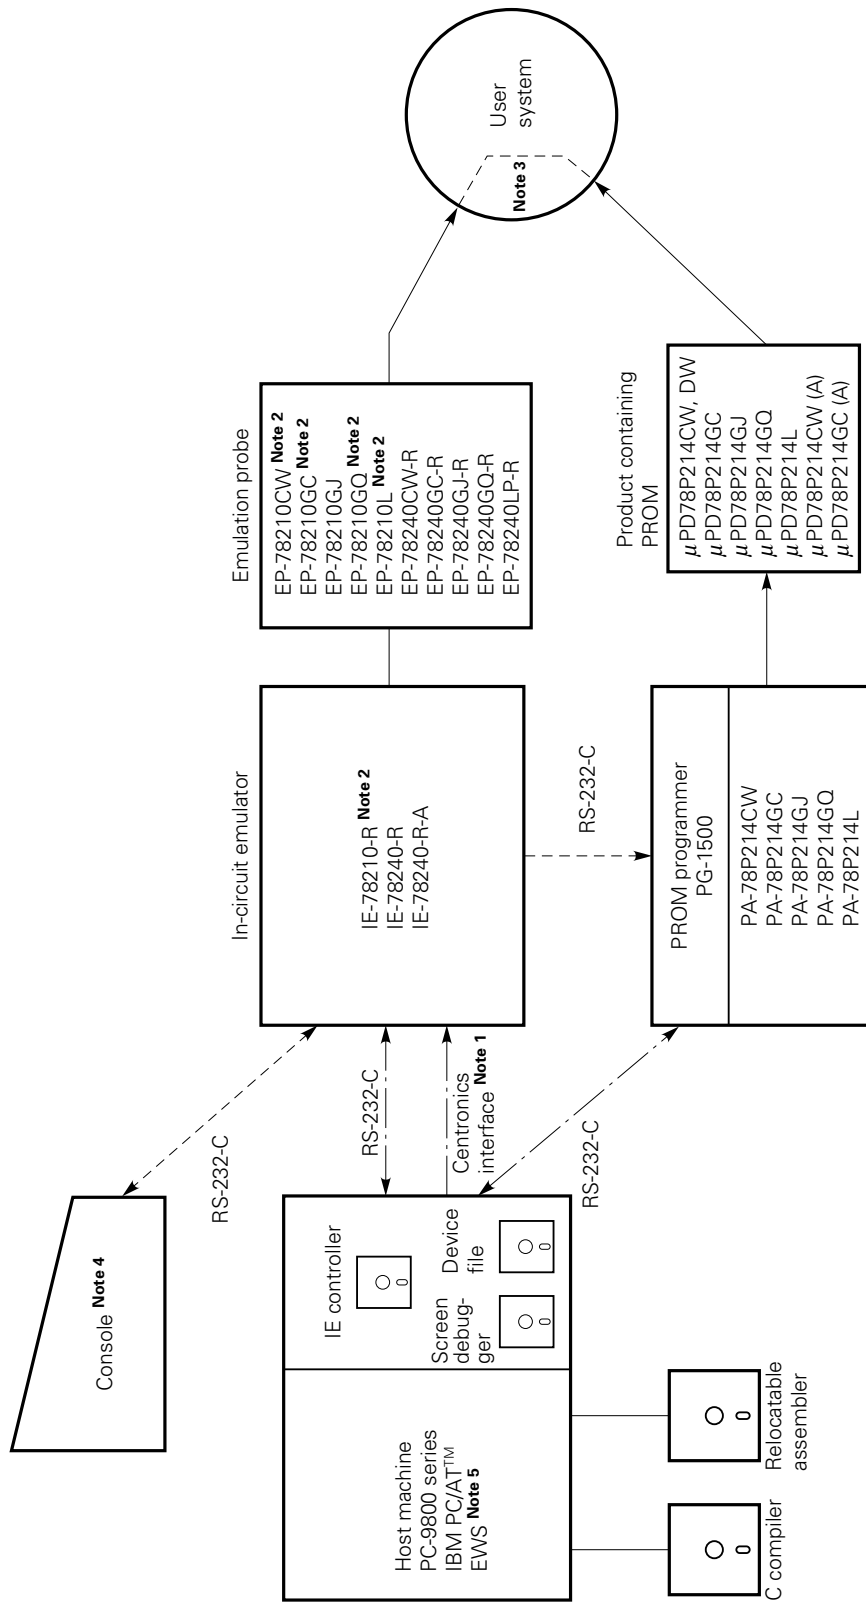 Console Note 4
RS-232-C
Host machine
PC-9800 series
IBM PC/AT™
EWS Note 5
IE controller
Screen
debug-
ger
Device
file
RS-232-C
Centronics
interface Note 1
RS-232-C
C compiler
Relocatable
assembler
In-circuit emulator
IE-78210-R Note 2
IE-78240-R
IE-78240-R-A
RS-232-C
PROM programmer
PG-1500
PA-78P214CW
PA-78P214GC
PA-78P214GJ
PA-78P214GQ
PA-78P214L
Emulation probe
EP-78210CW Note 2
EP-78210GC Note 2
EP-78210GJ
EP-78210GQ Note 2
EP-78210L Note 2
EP-78240CW-R
EP-78240GC-R
EP-78240GJ-R
EP-78240GQ-R
EP-78240LP-R
Product containing
PROM
μPD78P214CW, DW
μPD78P214GC
μPD78P214GJ
μPD78P214GQ
μPD78P214L
μPD78P214CW (A)
μPD78P214GC (A)
User
system
Note 3